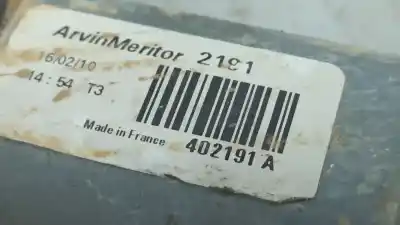 ArvinMeritor 2191
16/02/10
14:54 T3
Made in France
402191 A